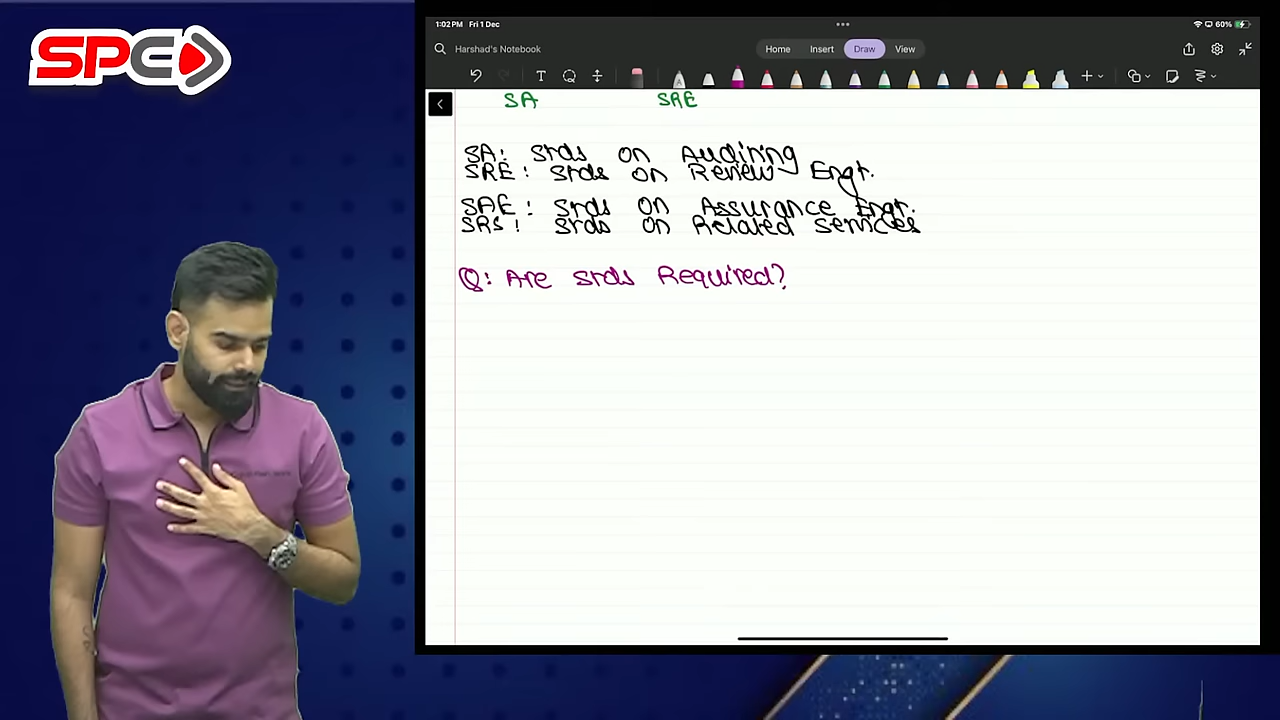 SPC
1:02 PM Fri 1 Dec
60%
Harshad's Notebook
Home Insert Draw View
SA SAE
SA: Stds on Auditing
SRE: Stds on Review Engt.
SAE: Stds on Assurance Engt.
SRS: Stds on Related Services
Q: Are Stds Required?